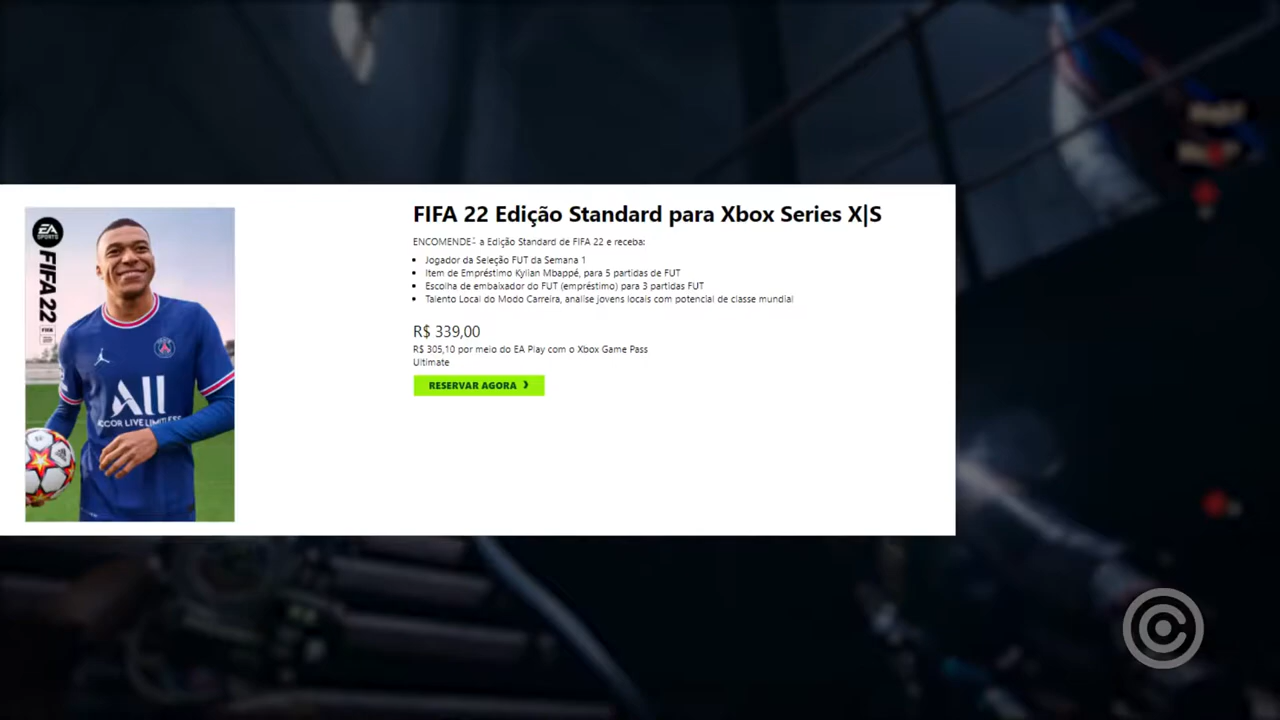 FIFA 22 Edição Standard para Xbox Series X|S
ENCOMENDE a Edição Standard de FIFA 22 e receba:
Jogador da Seleção FUT da Semana 1
Item de Empréstimo Kylian Mbappé, para 5 partidas de FUT
Escolha de embaixador do FUT (empréstimo) para 3 partidas FUT
Talento Local do Modo Carreira, analise jovens locais com potencial de classe mundial
R$ 339,00
R$ 305,10 por meio do EA Play com o Xbox Game Pass
Ultimate
RESERVAR AGORA
EA
SPORTS
FIFA 22
FIFA
ALL
ACCOR LIVE LIMITLESS